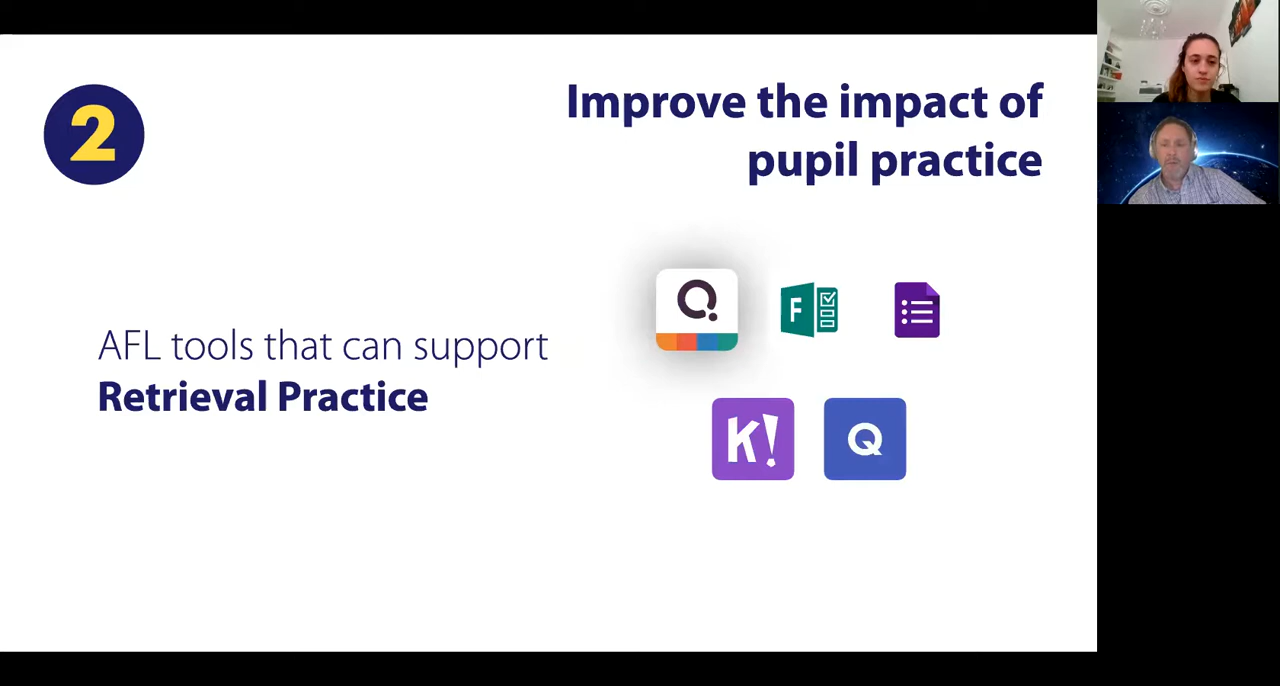 2
Improve the impact of
pupil practice
AFL tools that can support
Retrieval Practice
Q.
F
K!
Q